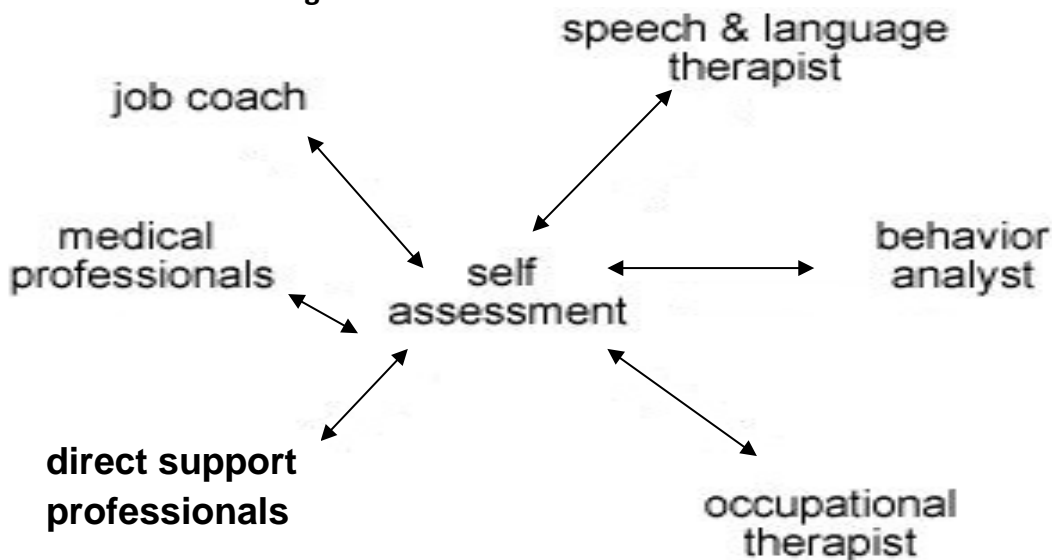 speech & language
therapist
job coach
medical
professionals
self
assessment
behavior
analyst
direct support
professionals
occupational
therapist